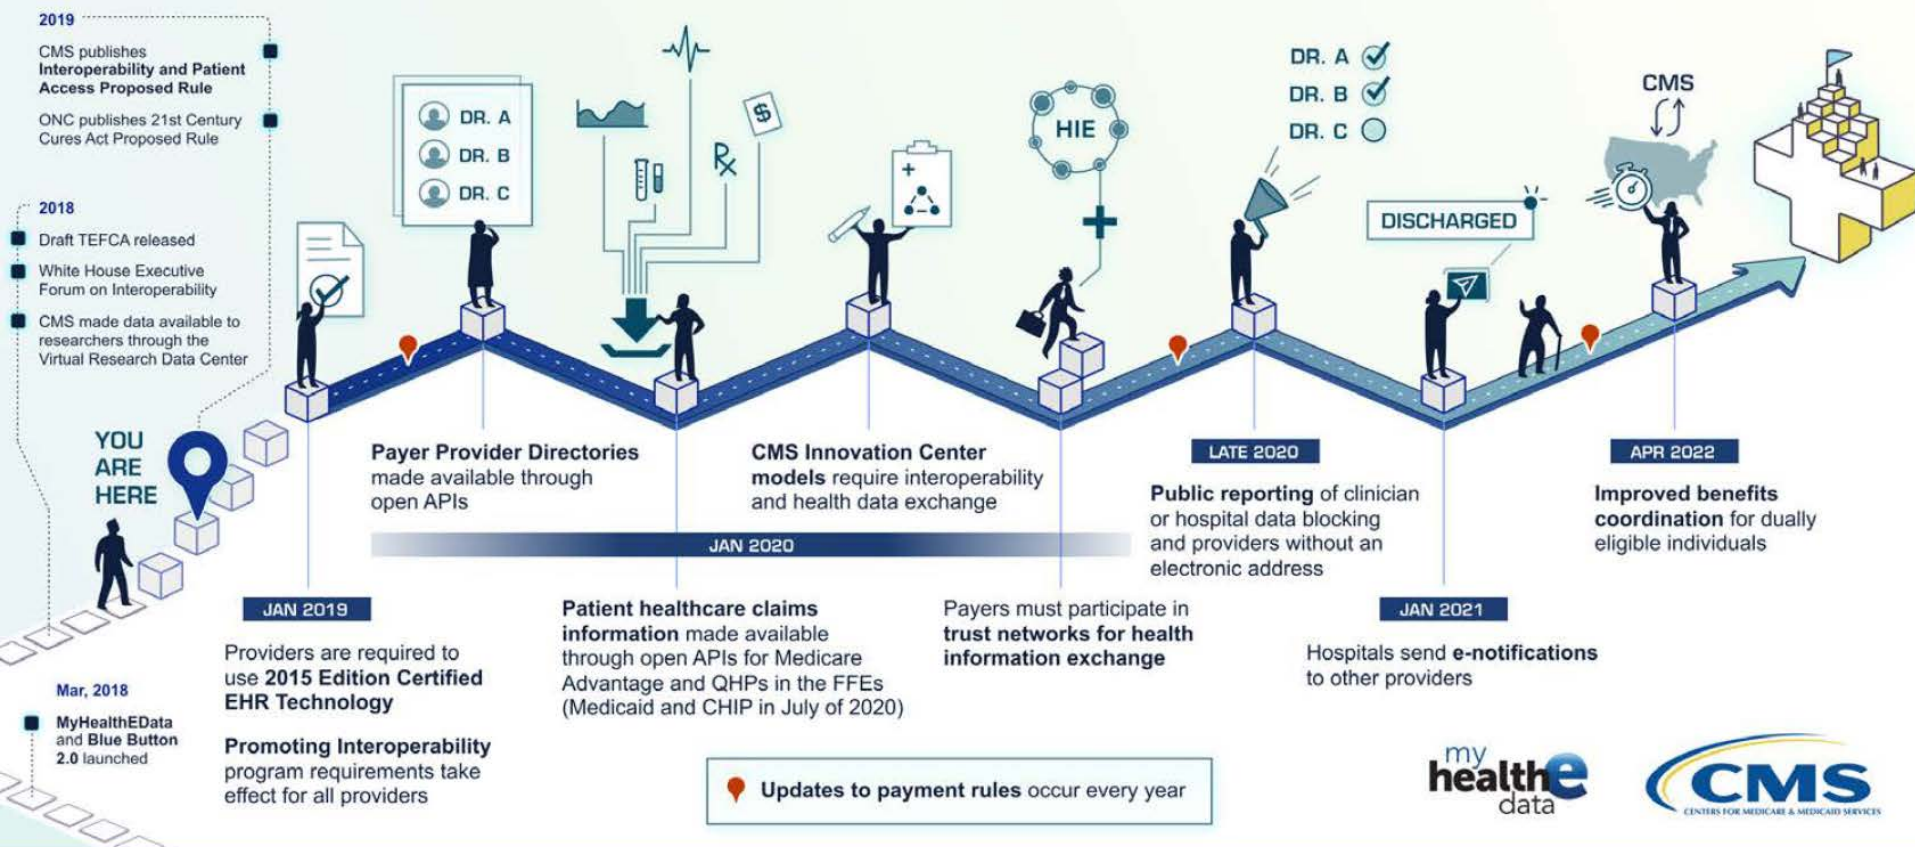 2019
CMS publishes
Interoperability and Patient
Access Proposed Rule
ONC publishes 21st Century
Cures Act Proposed Rule
2018
Draft TEFCA released
White House Executive
Forum on Interoperability
CMS made data available to
researchers through the
Virtual Research Data Center
YOU
ARE
HERE
Mar, 2018
MyHealthEData
and Blue Button
2.0 launched
JAN 2019
Providers are required to
use 2015 Edition Certified
EHR Technology
Promoting Interoperability
program requirements take
effect for all providers
DR. A
DR. B
DR. C
Payer Provider Directories
made available through
open APIs
$
Rx
JAN 2020
Patient healthcare claims
information made available
through open APIs for Medicare
Advantage and QHPs in the FFEs
(Medicaid and CHIP in July of 2020)
CMS Innovation Center
models require interoperability
and health data exchange
HIE
Payers must participate in
trust networks for health
information exchange
DR. A
DR. B
DR. C
LATE 2020
Public reporting of clinician
or hospital data blocking
and providers without an
electronic address
DISCHARGED
JAN 2021
Hospitals send e-notifications
to other providers
CMS
APR 2022
Improved benefits
coordination for dually
eligible individuals
Updates to payment rules occur every year
my
healthe
data
CMS
CENTERS FOR MEDICARE & MEDICAID SERVICES